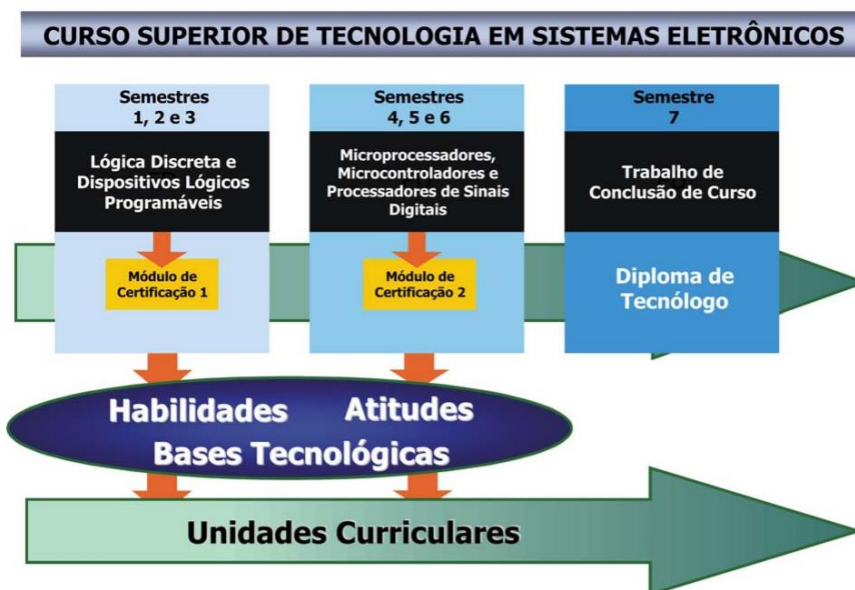 CURSO SUPERIOR DE TECNOLOGIA EM SISTEMAS ELETRÔNICOS
Semestres
1, 2 e 3
Lógica Discreta e
Dispositivos Lógicos
Programáveis
Módulo de
Certificação 1
Semestres
4, 5 e 6
Microprocessadores,
Microcontroladores e
Processadores de Sinais
Digitais
Módulo de
Certificação 2
Semestre
7
Trabalho de
Conclusão de Curso
Diploma de
Tecnólogo
Habilidades Atitudes
Bases Tecnológicas
Unidades Curriculares